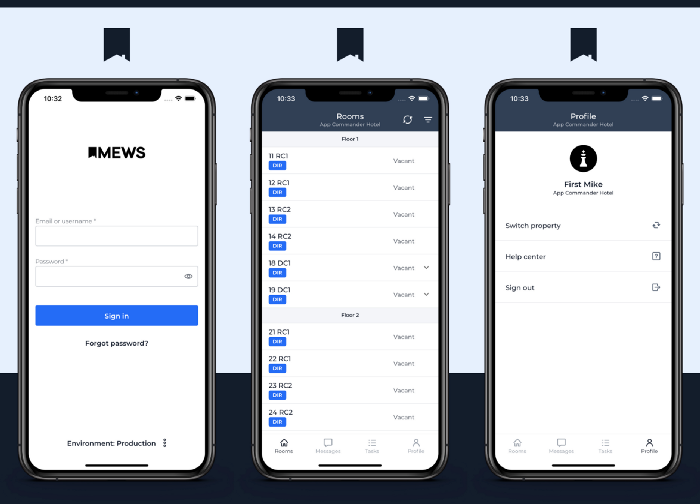 10:32
MEWS
Email or username *
Password *
Sign in
Forgot password?
Environment: Production
10:33
Rooms
App Commander Hotel
Floor 1
11 RC1
DIR
Vacant
12 RC1
DIR
Vacant
13 RC2
DIR
Vacant
14 RC2
DIR
Vacant
18 DC1
DIR
Vacant
19 DC1
DIR
Vacant
Floor 2
21 RC1
DIR
Vacant
22 RC1
DIR
Vacant
23 RC2
DIR
Vacant
24 RC2
DIR
Vacant
Rooms Messages Tasks Profile
10:33
Profile
App Commander Hotel
First Mike
App Commander Hotel
Switch property
Help center
Sign out
Rooms Messages Tasks Profile